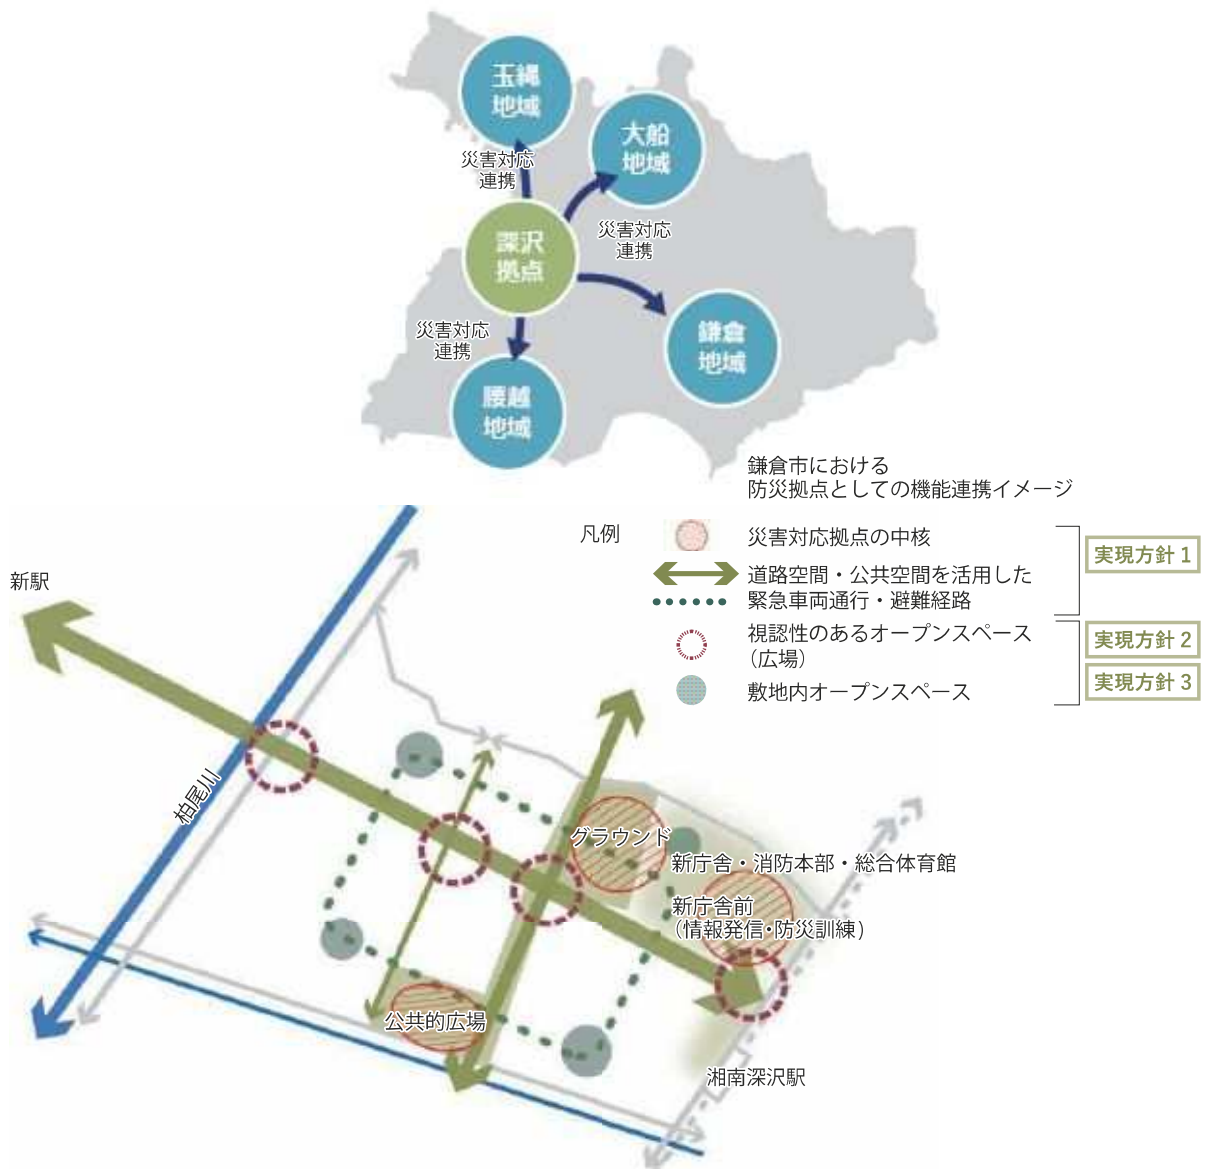 玉縄
地域
大船
地域
災害対応
連携
災害対応
連携
深沢
拠点
災害対応
連携
鎌倉
地域
腰越
地域
鎌倉市における
防災拠点としての機能連携イメージ
凡例
災害対応拠点の中核
道路空間・公共空間を活用した
緊急車両通行・避難経路
視認性のあるオープンスペース
（広場）
敷地内オープンスペース
実現方針 1
実現方針 2
実現方針 3
新駅
柏尾川
グラウンド
新庁舎・消防本部・総合体育館
新庁舎前
（情報発信・防災訓練）
公共的広場
湘南深沢駅